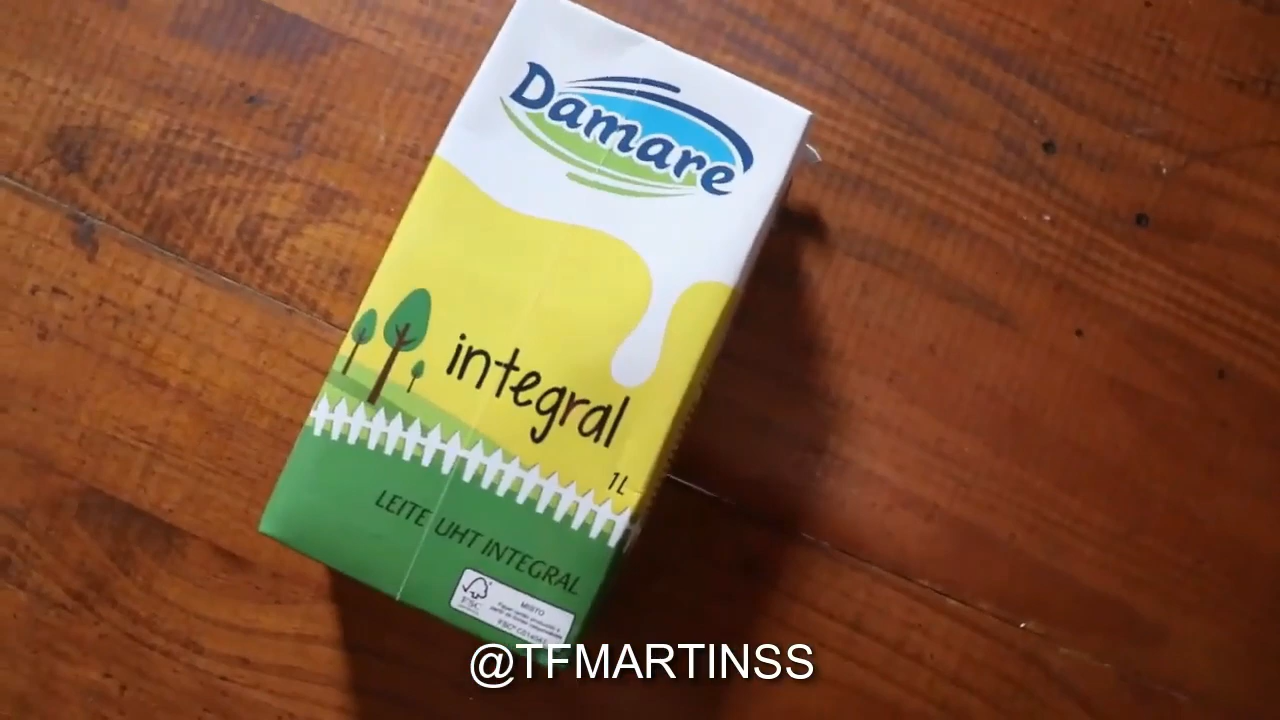 Damare
integral
1L
LEITE UHT INTEGRAL
FSC
MISTO
@TFMARTINSS